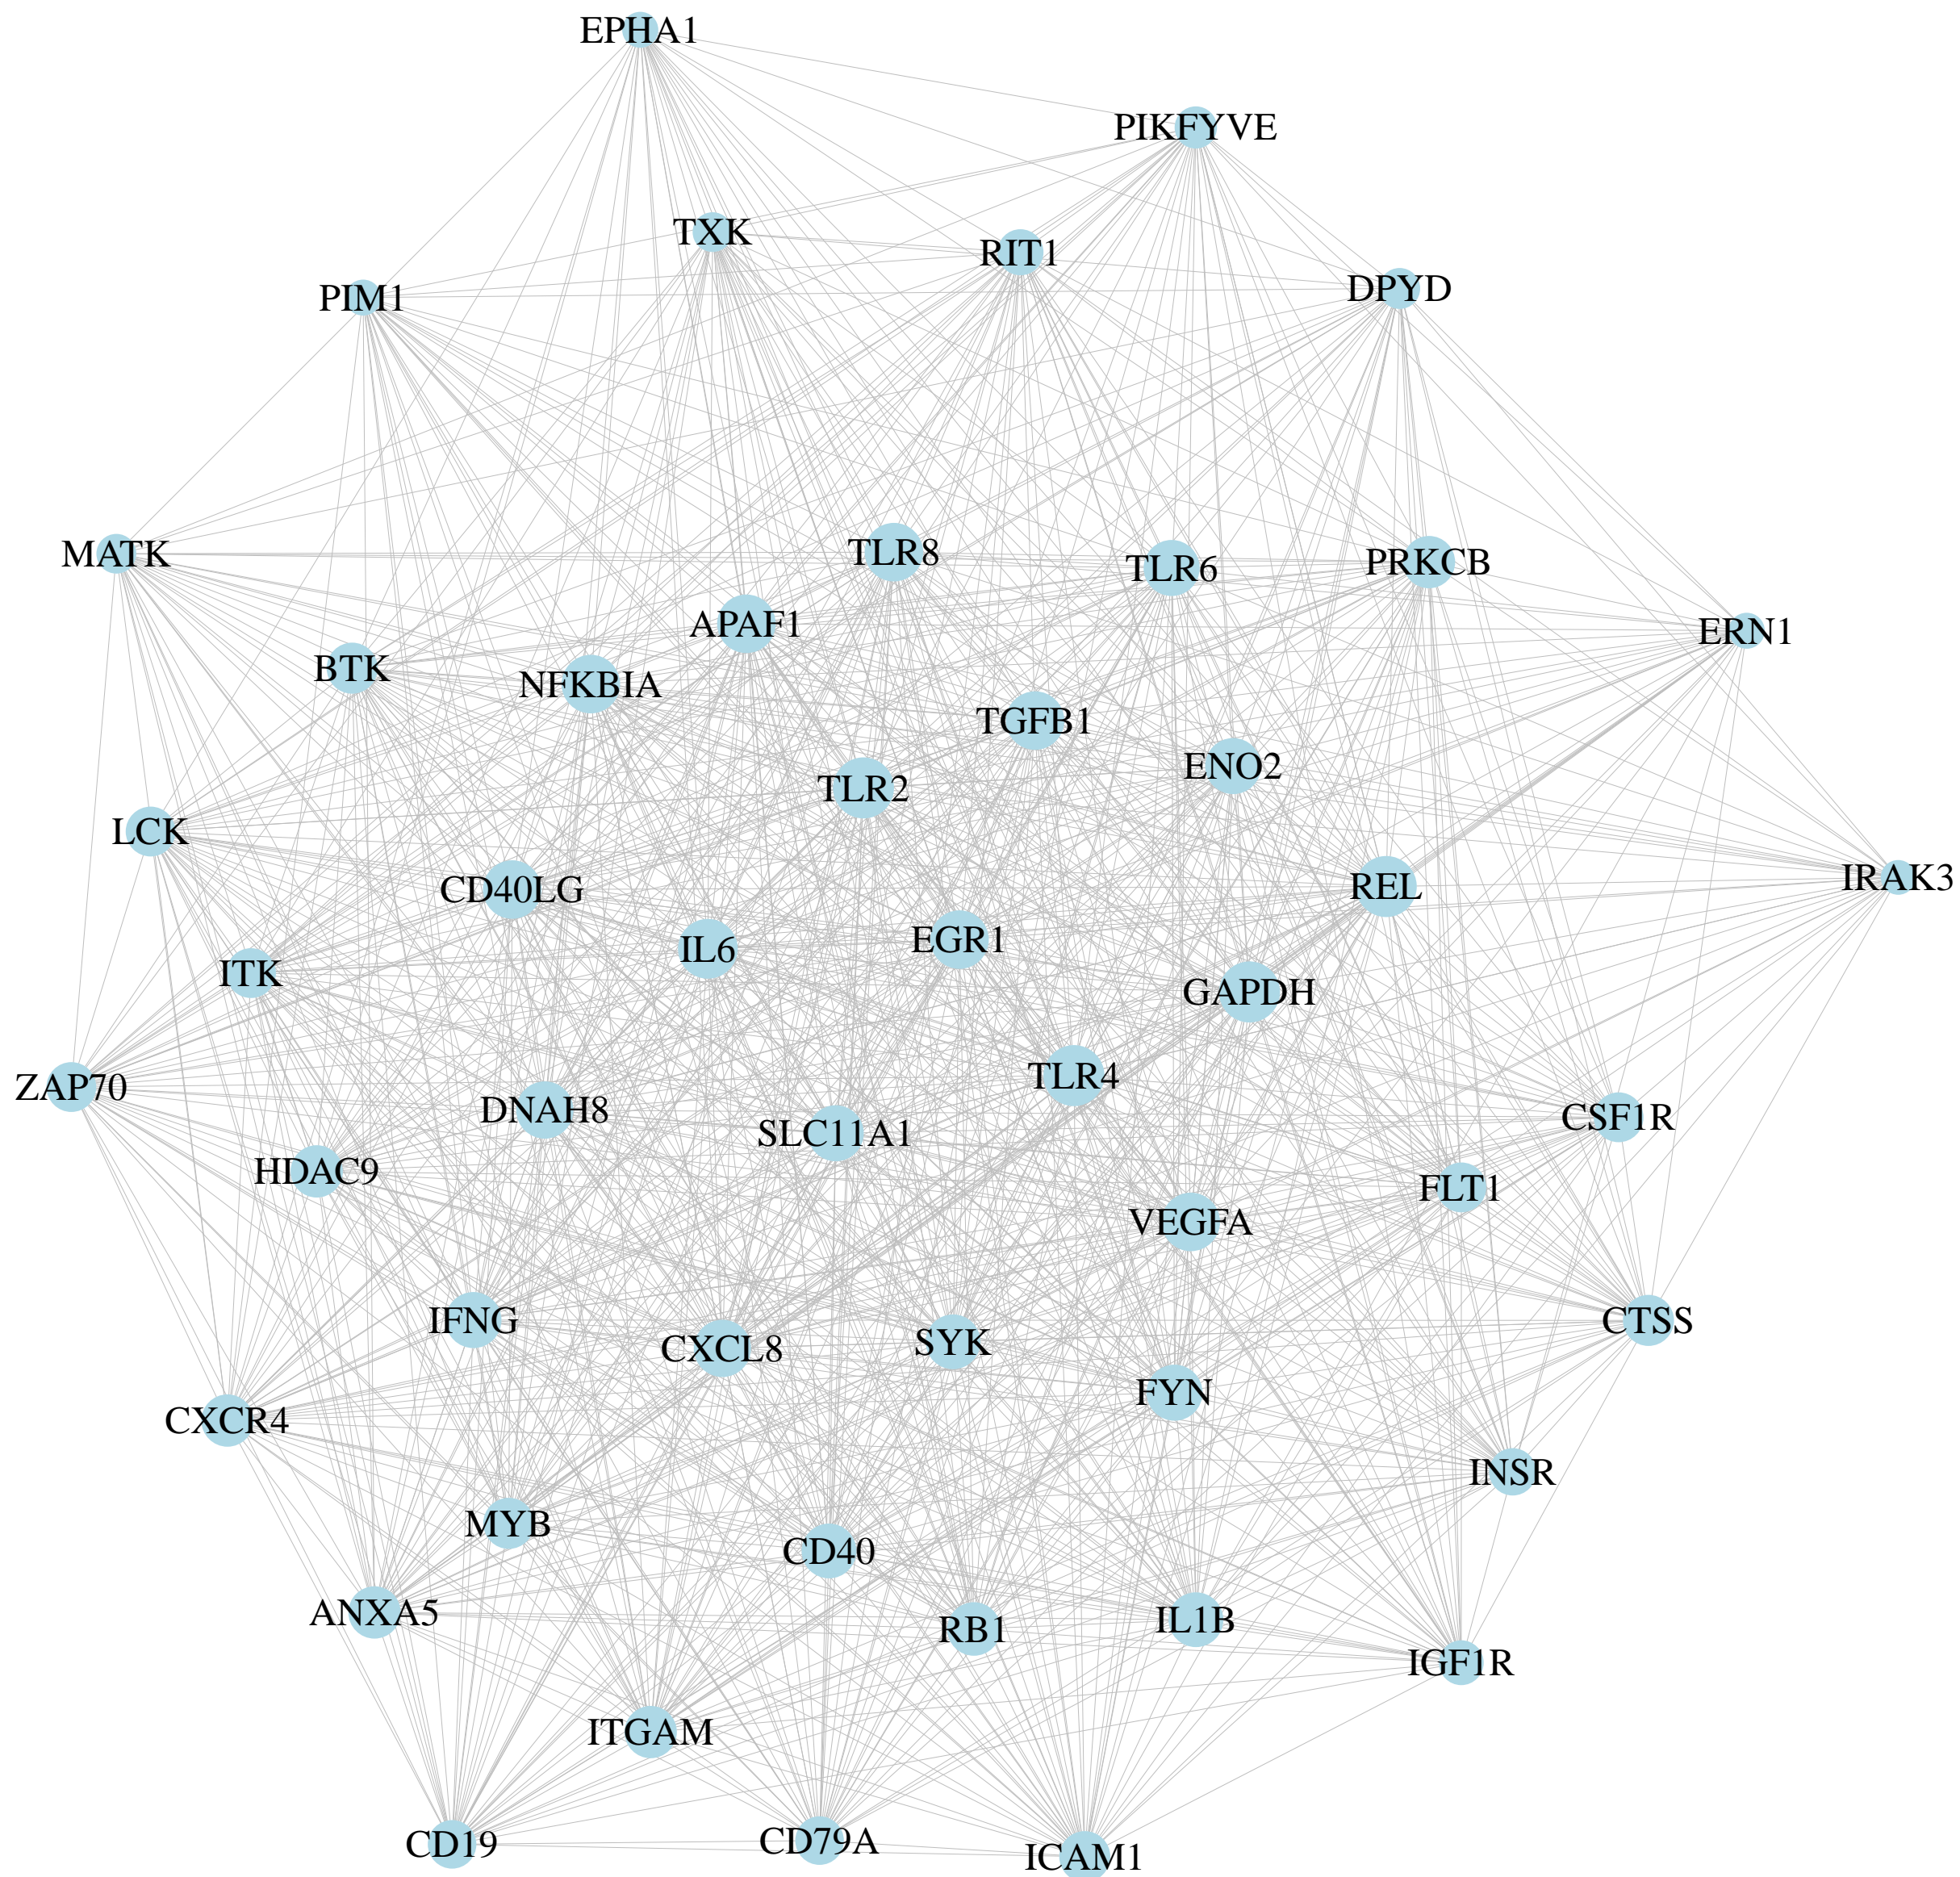 EPHA1
PIKFYVE
TXK
RIT1
DPYD
PIM1
MATK
TLR8
TLR6
PRKCB
APAF1
ERN1
BTK
NFKBIA
TGFB1
ENO2
TLR2
LCK
CD40LG
REL
IRAK3
IL6
EGR1
ITK
GAPDH
TLR4
ZAP70
DNAH8
SLC11A1
CSF1R
HDAC9
FLT1
VEGFA
IFNG
CTSS
CXCL8
SYK
FYN
CXCR4
INSR
MYB
CD40
ANXA5
RB1
IL1B
IGF1R
ITGAM
CD19
CD79A
ICAM1